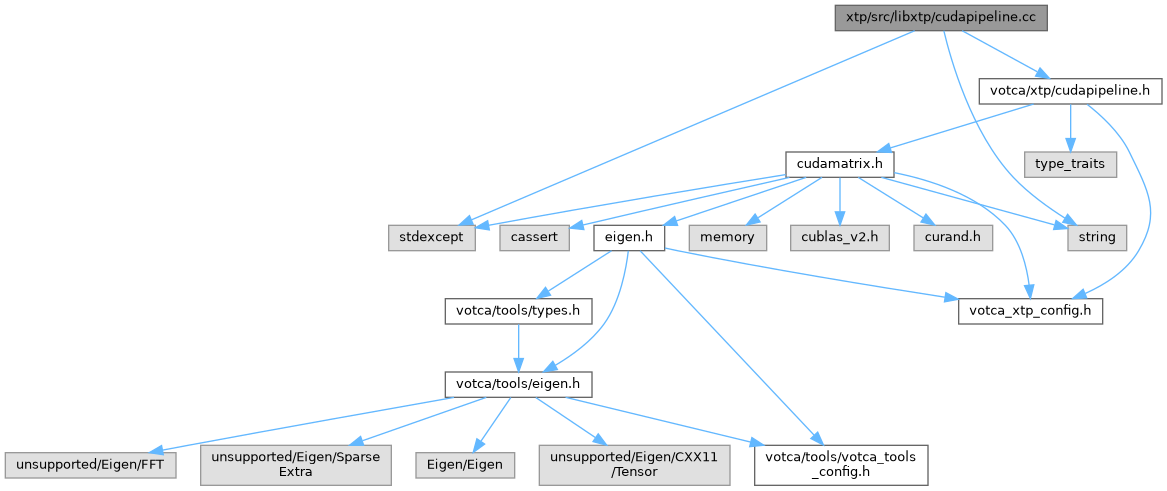 xtp/src/libxtp/cudapipeline.cc
votca/xtp/cudapipeline.h
cudamatrix.h
type_traits
stdexcept
cassert
eigen.h
memory
cublas_v2.h
curand.h
string
votca/tools/types.h
votca_xtp_config.h
votca/tools/eigen.h
unsupported/Eigen/FFT
unsupported/Eigen/Sparse
Extra
Eigen/Eigen
unsupported/Eigen/CXX11
/Tensor
votca/tools/votca_tools
_config.h